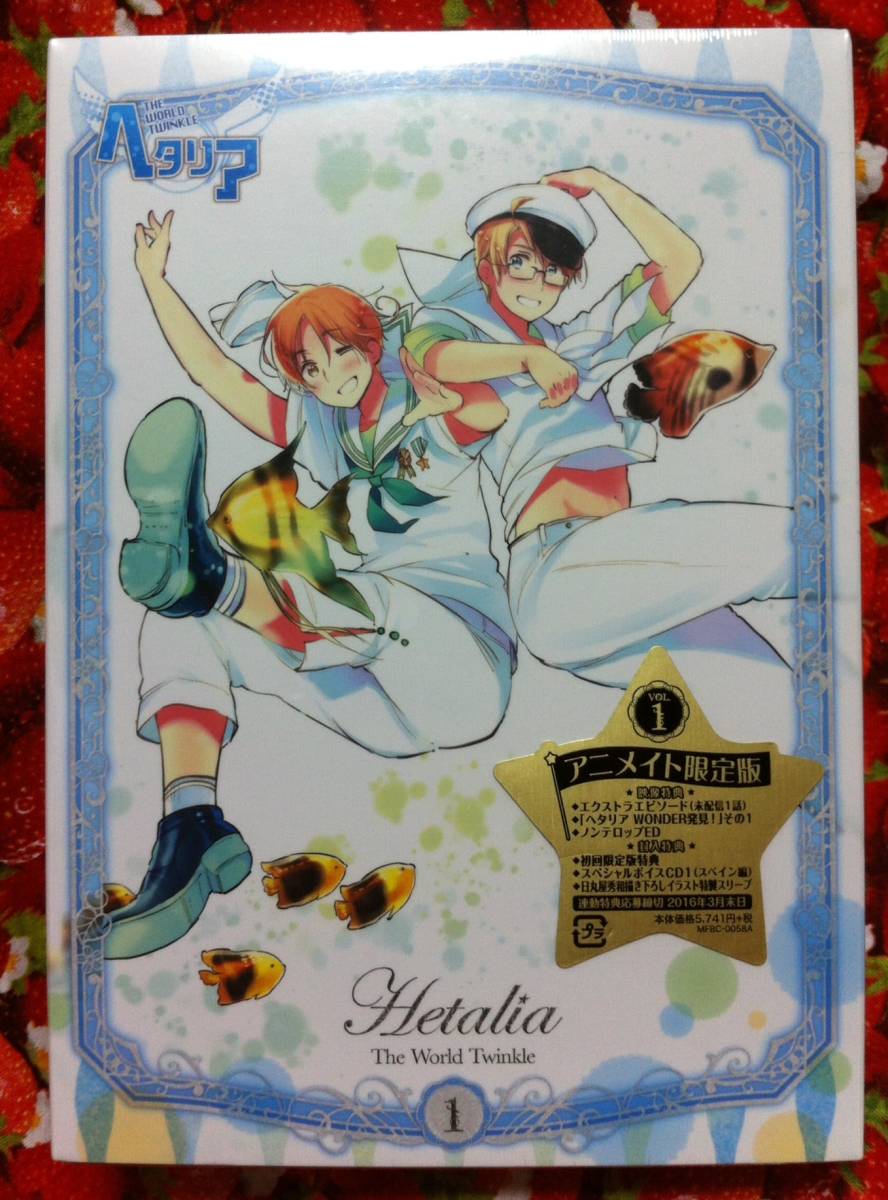 THE
WORLD
TWINKLE
ヘタリア
VOL.
1
アニメイト限定版
★映像特典★
◆エクストラエピソード(未配信1話)
◆「ヘタリア WONDER発見!」その1
◆ノンテロップED
★封入特典★
◆初回限定版特典
◆スペシャルボイスCD1(スペイン編)
◆日丸屋秀和描き下ろしイラスト特製スリーブ
連動特典応募締切 2016年3月末日
本体価格5,741円+税
MFBC-0058A
プラ
Hetalia
The World Twinkle
1